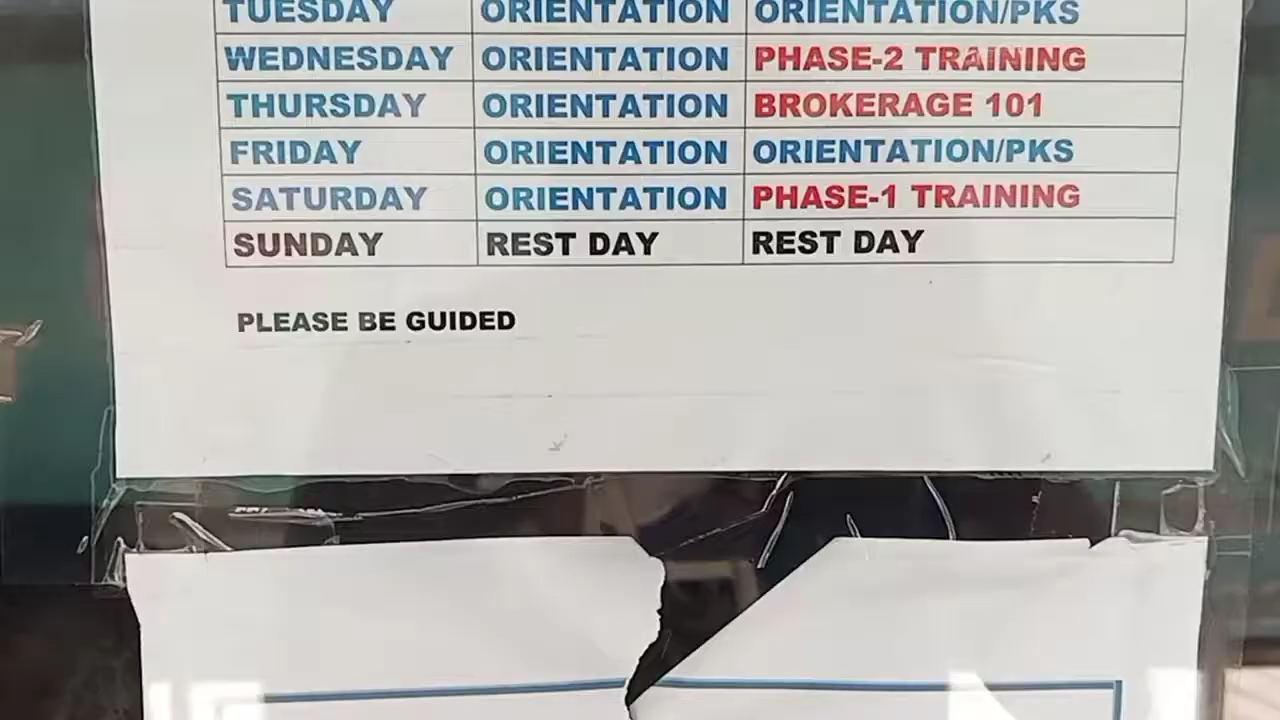 TUESDAY ORIENTATION ORIENTATION/PKS
WEDNESDAY ORIENTATION PHASE-2 TRAINING
THURSDAY ORIENTATION BROKERAGE 101
FRIDAY ORIENTATION ORIENTATION/PKS
SATURDAY ORIENTATION PHASE-1 TRAINING
SUNDAY REST DAY REST DAY
PLEASE BE GUIDED